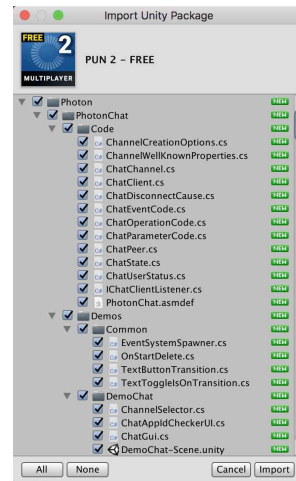 Import Unity Package
FREE
2
MULTIPLAYER
PUN 2 - FREE
Photon NEW
PhotonChat NEW
Code NEW
C# ChannelCreationOptions.cs NEW
C# ChannelWellKnownProperties.cs NEW
C# ChatChannel.cs NEW
C# ChatClient.cs NEW
C# ChatDisconnectCause.cs NEW
C# ChatEventCode.cs NEW
C# ChatOperationCode.cs NEW
C# ChatParameterCode.cs NEW
C# ChatPeer.cs NEW
C# ChatState.cs NEW
C# ChatUserStatus.cs NEW
C# IChatClientListener.cs NEW
PhotonChat.asmdef NEW
Demos NEW
Common NEW
C# EventSystemSpawner.cs NEW
C# OnStartDelete.cs NEW
C# TextButtonTransition.cs NEW
C# TextToggleIsOnTransition.cs NEW
DemoChat NEW
C# ChannelSelector.cs NEW
C# ChatAppIdCheckerUI.cs NEW
C# ChatGui.cs NEW
DemoChat-Scene.unity NEW
All None Cancel Import